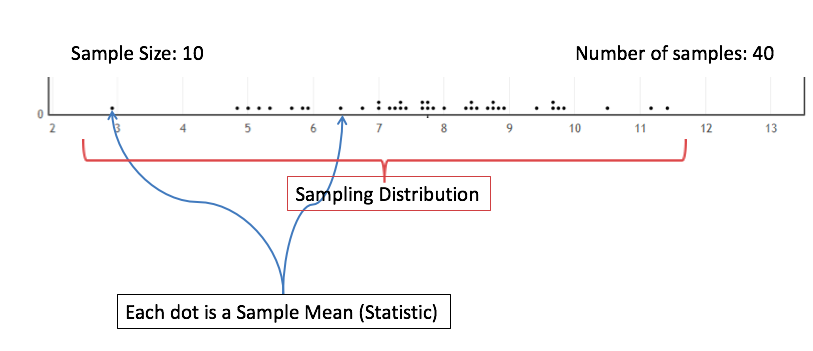 Sample Size: 10 Number of samples: 40
0
2 3 4 5 6 7 8 9 10 11 12 13
Sampling Distribution
Each dot is a Sample Mean (Statistic)